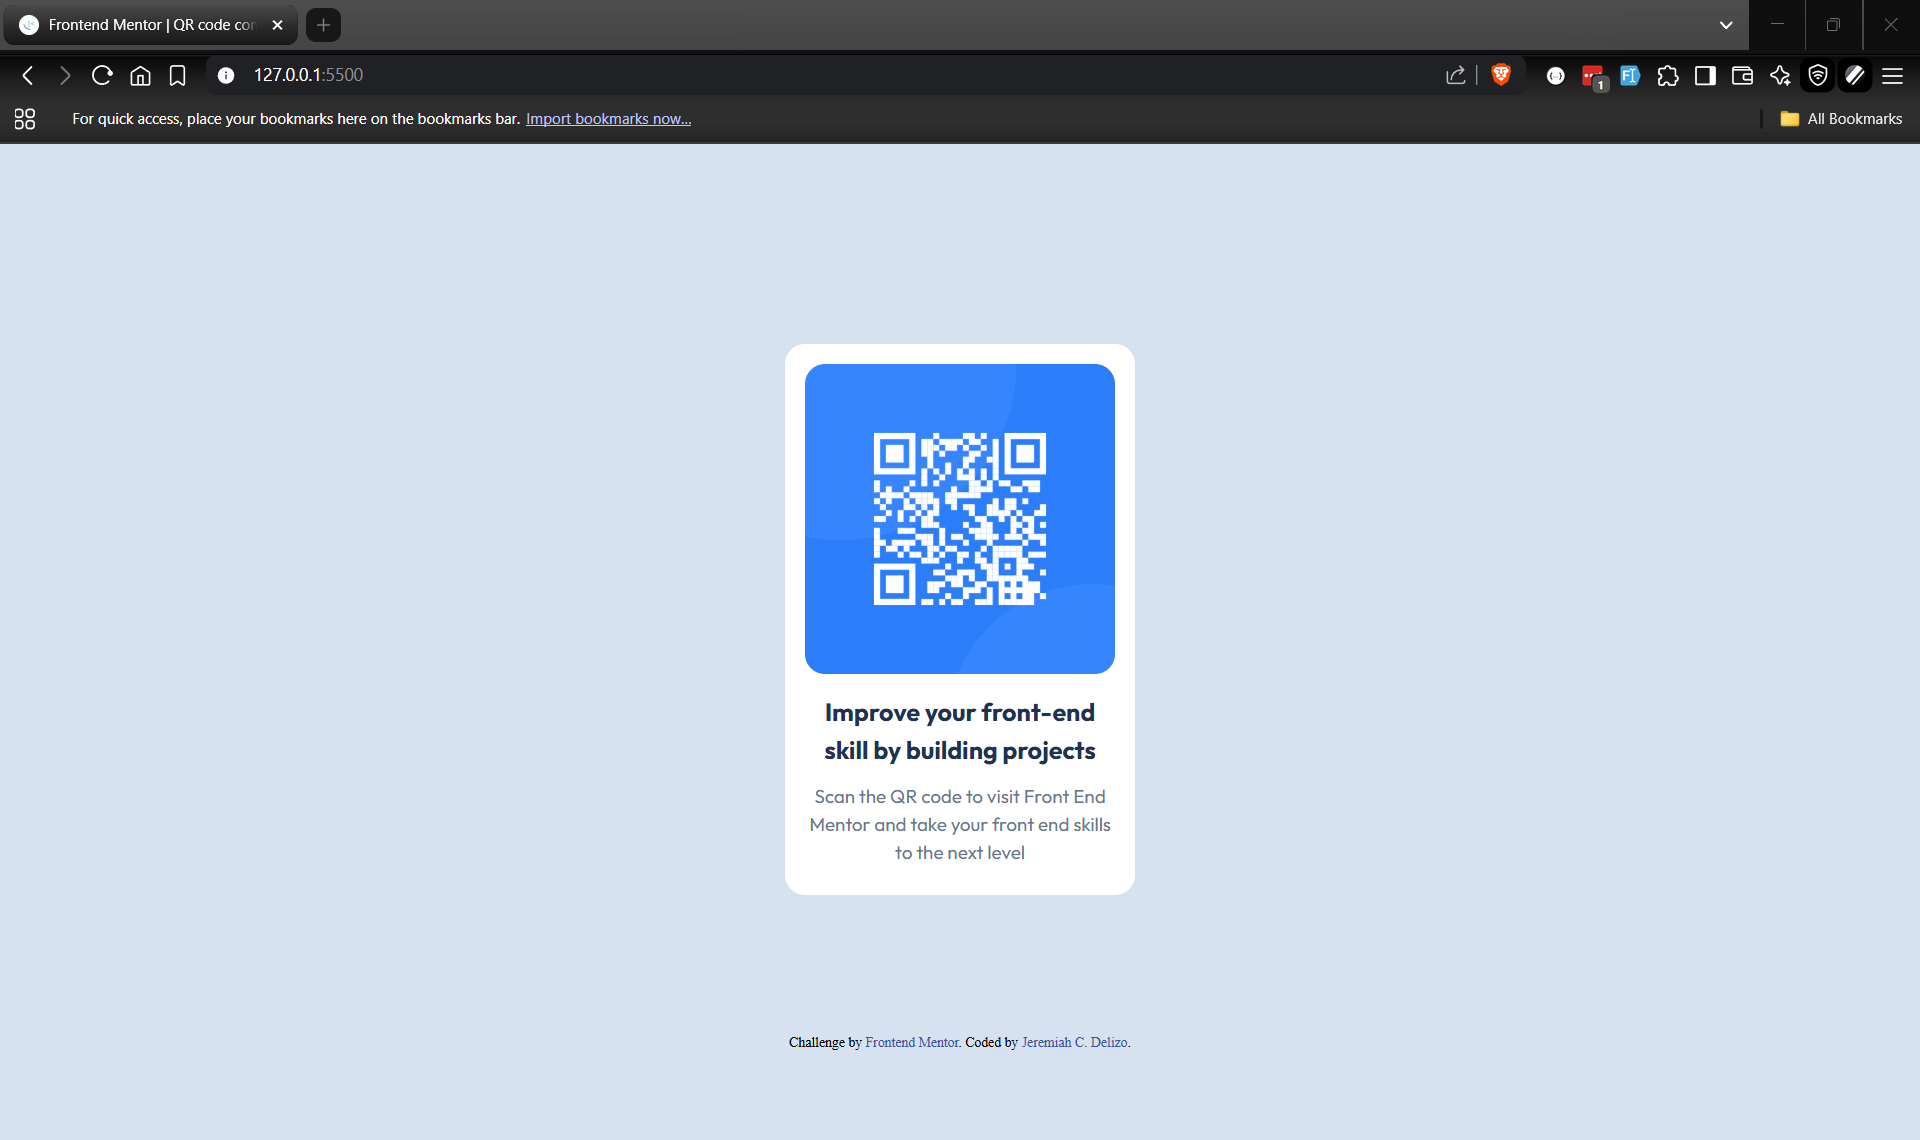 Frontend Mentor | QR code con
127.0.0.1:5500
1
For quick access, place your bookmarks here on the bookmarks bar. Import bookmarks now...
All Bookmarks
Improve your front-end
skill by building projects
Scan the QR code to visit Front End
Mentor and take your front end skills
to the next level
Challenge by Frontend Mentor. Coded by Jeremiah C. Delizo.